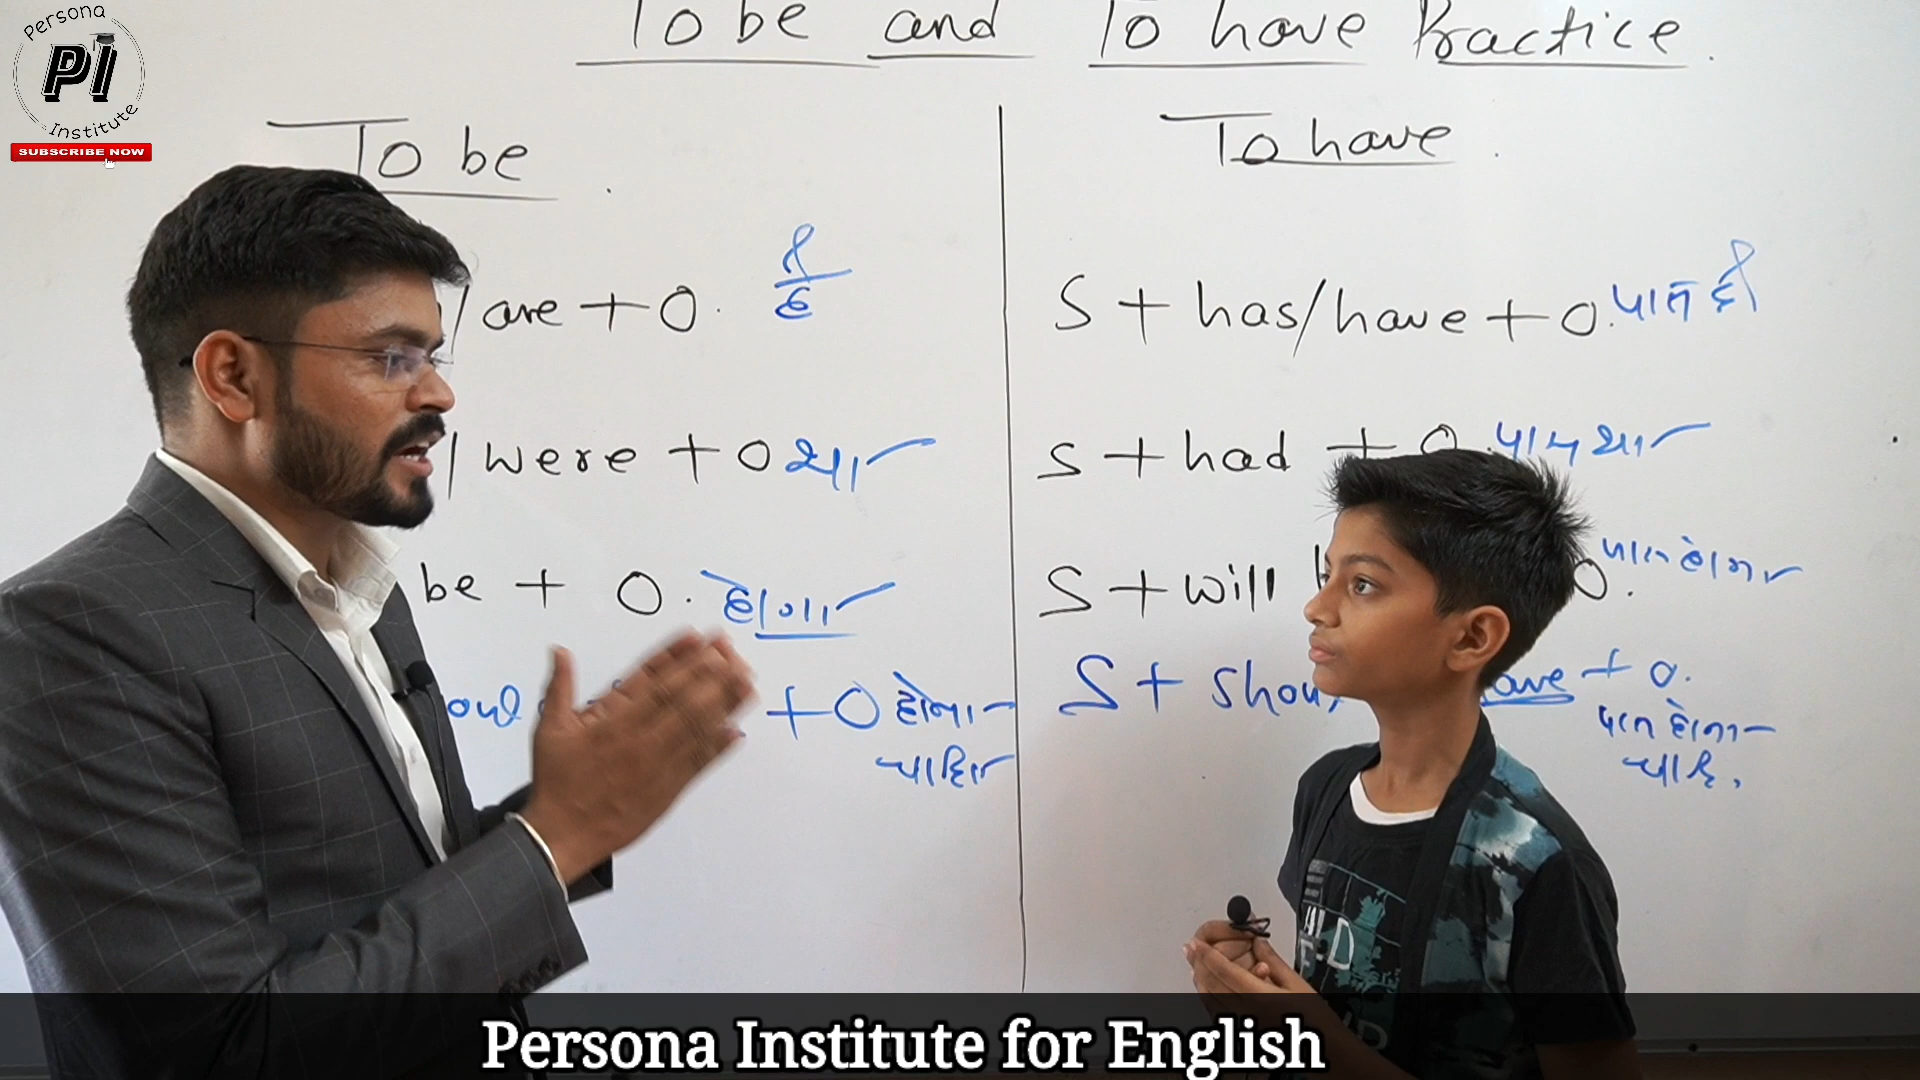 Persona
PI
Institute
SUBSCRIBE NOW
To be and To have Practice.
To be.
/are + O. है
/were + O था
be + O. होगा
+ O होना
चाहिए
To have.
S + has/have + O. पास है
S + had + O. पास था
S + will O. पास होगा
S + Shou ave + O.
पास होना
चाहि
Persona Institute for English